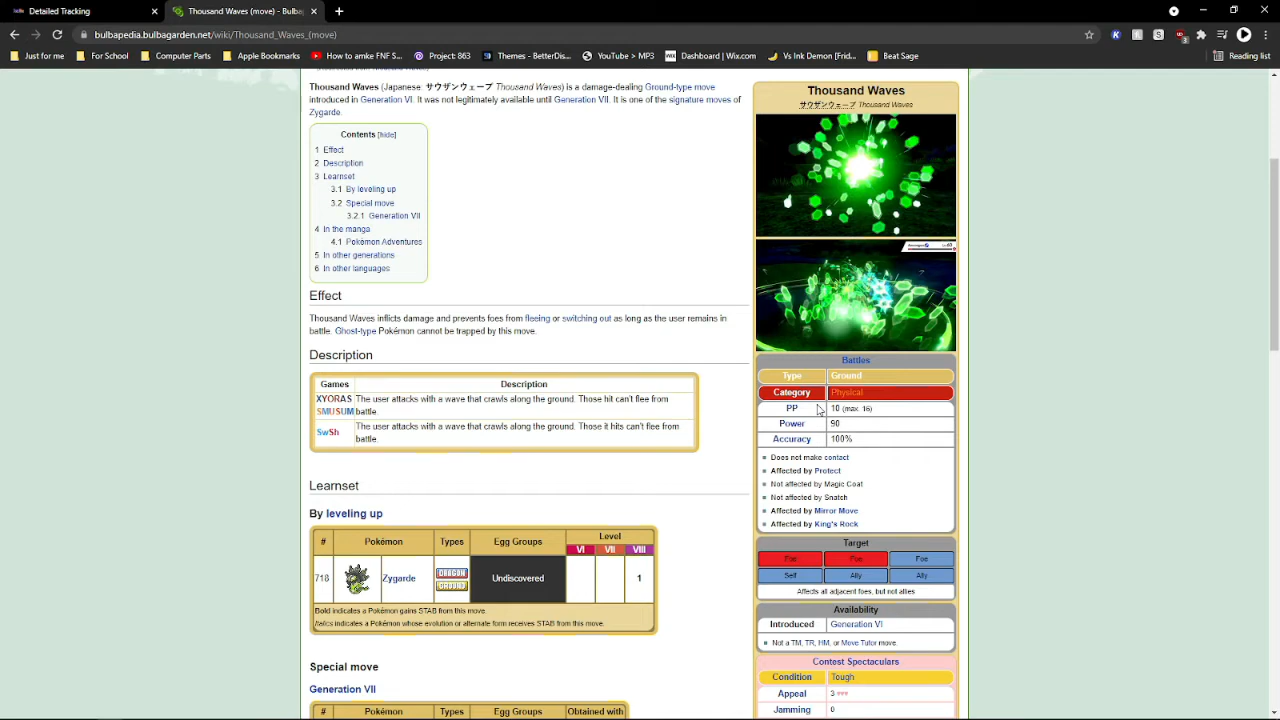 Detailed Tracking
Thousand Waves (move) - Bulba
bulbapedia.bulbagarden.net/wiki/Thousand_Waves_(move)
Just for me For School Computer Parts Apple Bookmarks How to awake FNF S... Project: 863 Themes - BetterDis... YouTube > MP3 Dashboard | Wix.com Vs Ink Demon [Frid... Beat Sage Reading list
Thousand Waves (Japanese: サウザンウェーブ Thousand Waves) is a damage-dealing Ground-type move
introduced in Generation VI. It was not legitimately available until Generation VII. It is one of the signature moves of
Zygarde.
Contents [hide]
1 Effect
2 Description
3 Learnset
3.1 By leveling up
3.2 Special move
3.2.1 Generation VII
4 In the manga
4.1 Pokémon Adventures
5 In other generations
6 In other languages
Effect
Thousand Waves inflicts damage and prevents foes from fleeing or switching out as long as the user remains in
battle. Ghost-type Pokémon cannot be trapped by this move.
Description
Games Description
XYORAS The user attacks with a wave that crawls along the ground. Those it hit can't flee from
SMUSUM battle.
SwSh The user attacks with a wave that crawls along the ground. Those it hits can't flee from
battle.
Learnset
By leveling up
# Pokémon Types Egg Groups Level
VI VII VIII
718 Zygarde DRAGON GROUND Undiscovered 1
Bold indicates a Pokémon gains STAB from this move.
Italics indicates a Pokémon whose evolution or alternate form receives STAB from this move.
Special move
Generation VII
# Pokémon Types Egg Groups Obtained with
Thousand Waves
サウザンウェーブ Thousand Waves
Battles
Type Ground
Category Physical
PP 10 (max. 16)
Power 90
Accuracy 100%
Does not make contact
Affected by Protect
Not affected by Magic Coat
Not affected by Snatch
Affected by Mirror Move
Affected by King's Rock
Target
Foe Foe Foe
Self Ally Ally
Affects all adjacent foes, but not allies
Availability
Introduced Generation VI
Not a TM, TR, HM, or Move Tutor move.
Contest Spectaculars
Condition Tough
Appeal 3 ♥♥♥
Jamming 0